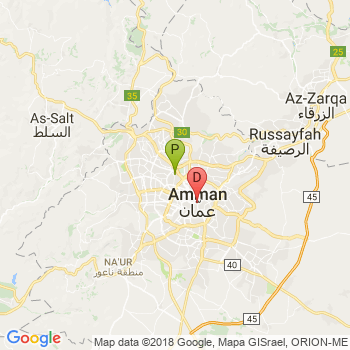 25
35
Az-Zarqa
الزرقاء
As-Salt
السلط
30
Russayfah
الرصيفة
P
D
Amman
عمان
45
NA'UR
منطقة ناعور
40
45
Google
Map data ©2018 Google, Mapa GISrael, ORION-ME